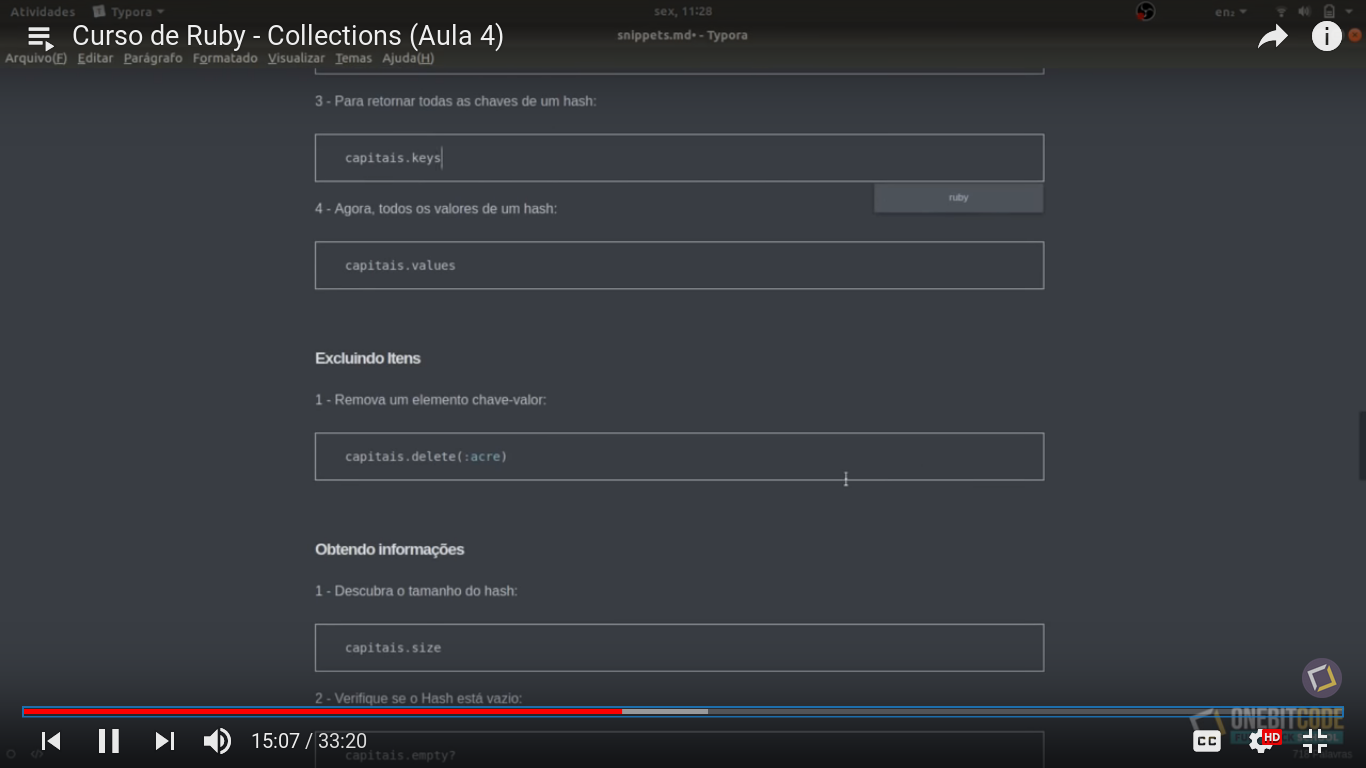 Atividades Typora sex, 11:28 en₂
Curso de Ruby - Collections (Aula 4)
snippets.md• - Typora
Arquivo(F) Editar Parágrafo Formatado Visualizar Temas Ajuda(H)
3 - Para retornar todas as chaves de um hash:
capitais.keys
ruby
4 - Agora, todos os valores de um hash:
capitais.values
Excluindo Itens
1 - Remova um elemento chave-valor:
capitais.delete(:acre)
Obtendo informações
1 - Descubra o tamanho do hash:
capitais.size
2 - Verifique se o Hash está vazio:
ONEBITCODE
15:07 / 33:20
CC HD
capitais.empty?